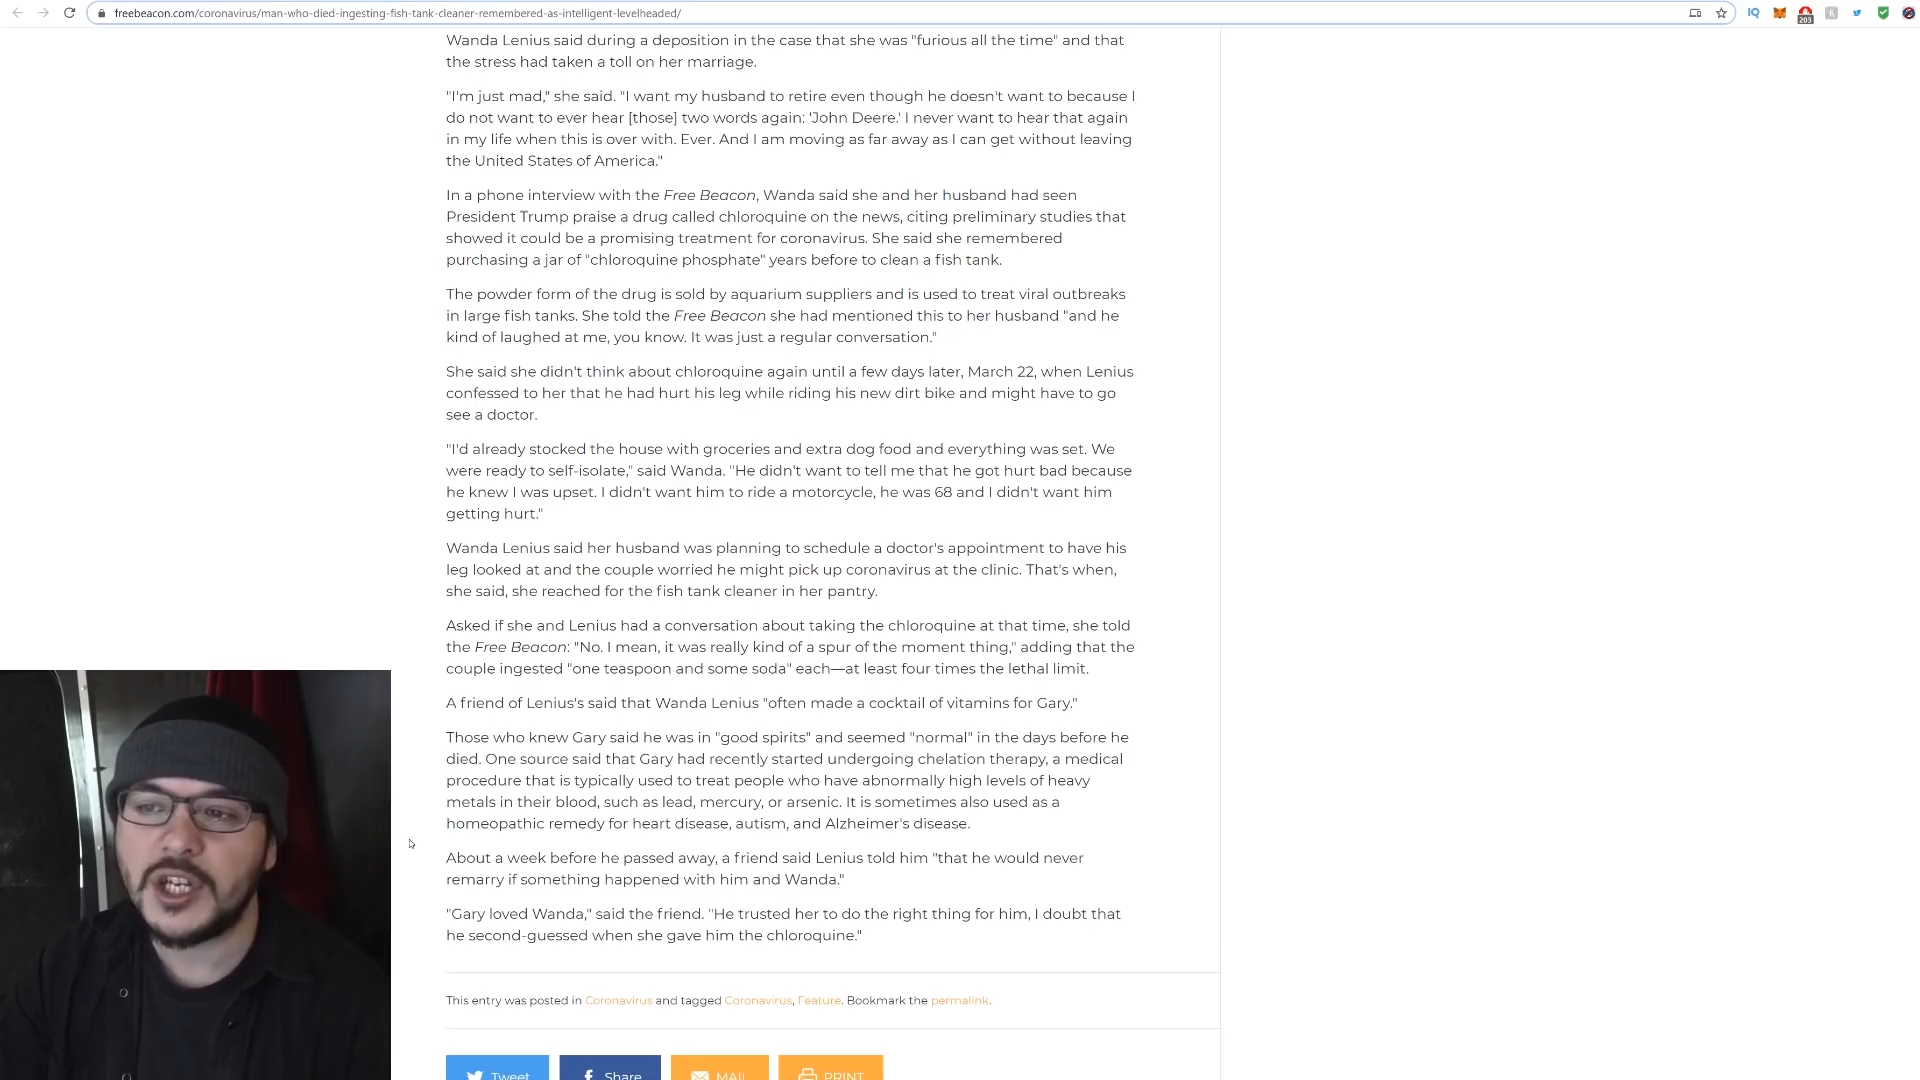 freebeacon.com/coronavirus/man-who-died-ingesting-fish-tank-cleaner-remembered-as-intelligent-levelheaded/
IQ
203
Wanda Lenius said during a deposition in the case that she was "furious all the time" and that
the stress had taken a toll on her marriage.
"I'm just mad," she said. "I want my husband to retire even though he doesn't want to because I
do not want to ever hear [those] two words again: 'John Deere.' I never want to hear that again
in my life when this is over with. Ever. And I am moving as far away as I can get without leaving
the United States of America."
In a phone interview with the Free Beacon, Wanda said she and her husband had seen
President Trump praise a drug called chloroquine on the news, citing preliminary studies that
showed it could be a promising treatment for coronavirus. She said she remembered
purchasing a jar of "chloroquine phosphate" years before to clean a fish tank.
The powder form of the drug is sold by aquarium suppliers and is used to treat viral outbreaks
in large fish tanks. She told the Free Beacon she had mentioned this to her husband "and he
kind of laughed at me, you know. It was just a regular conversation."
She said she didn't think about chloroquine again until a few days later, March 22, when Lenius
confessed to her that he had hurt his leg while riding his new dirt bike and might have to go
see a doctor.
"I'd already stocked the house with groceries and extra dog food and everything was set. We
were ready to self-isolate," said Wanda. "He didn't want to tell me that he got hurt bad because
he knew I was upset. I didn't want him to ride a motorcycle, he was 68 and I didn't want him
getting hurt."
Wanda Lenius said her husband was planning to schedule a doctor's appointment to have his
leg looked at and the couple worried he might pick up coronavirus at the clinic. That's when,
she said, she reached for the fish tank cleaner in her pantry.
Asked if she and Lenius had a conversation about taking the chloroquine at that time, she told
the Free Beacon: "No. I mean, it was really kind of a spur of the moment thing," adding that the
couple ingested "one teaspoon and some soda" each—at least four times the lethal limit.
A friend of Lenius's said that Wanda Lenius "often made a cocktail of vitamins for Gary."
Those who knew Gary said he was in "good spirits" and seemed "normal" in the days before he
died. One source said that Gary had recently started undergoing chelation therapy, a medical
procedure that is typically used to treat people who have abnormally high levels of heavy
metals in their blood, such as lead, mercury, or arsenic. It is sometimes also used as a
homeopathic remedy for heart disease, autism, and Alzheimer's disease.
About a week before he passed away, a friend said Lenius told him "that he would never
remarry if something happened with him and Wanda."
"Gary loved Wanda," said the friend. "He trusted her to do the right thing for him, I doubt that
he second-guessed when she gave him the chloroquine."
This entry was posted in Coronavirus and tagged Coronavirus, Feature. Bookmark the permalink.
Tweet Share MAIL PRINT